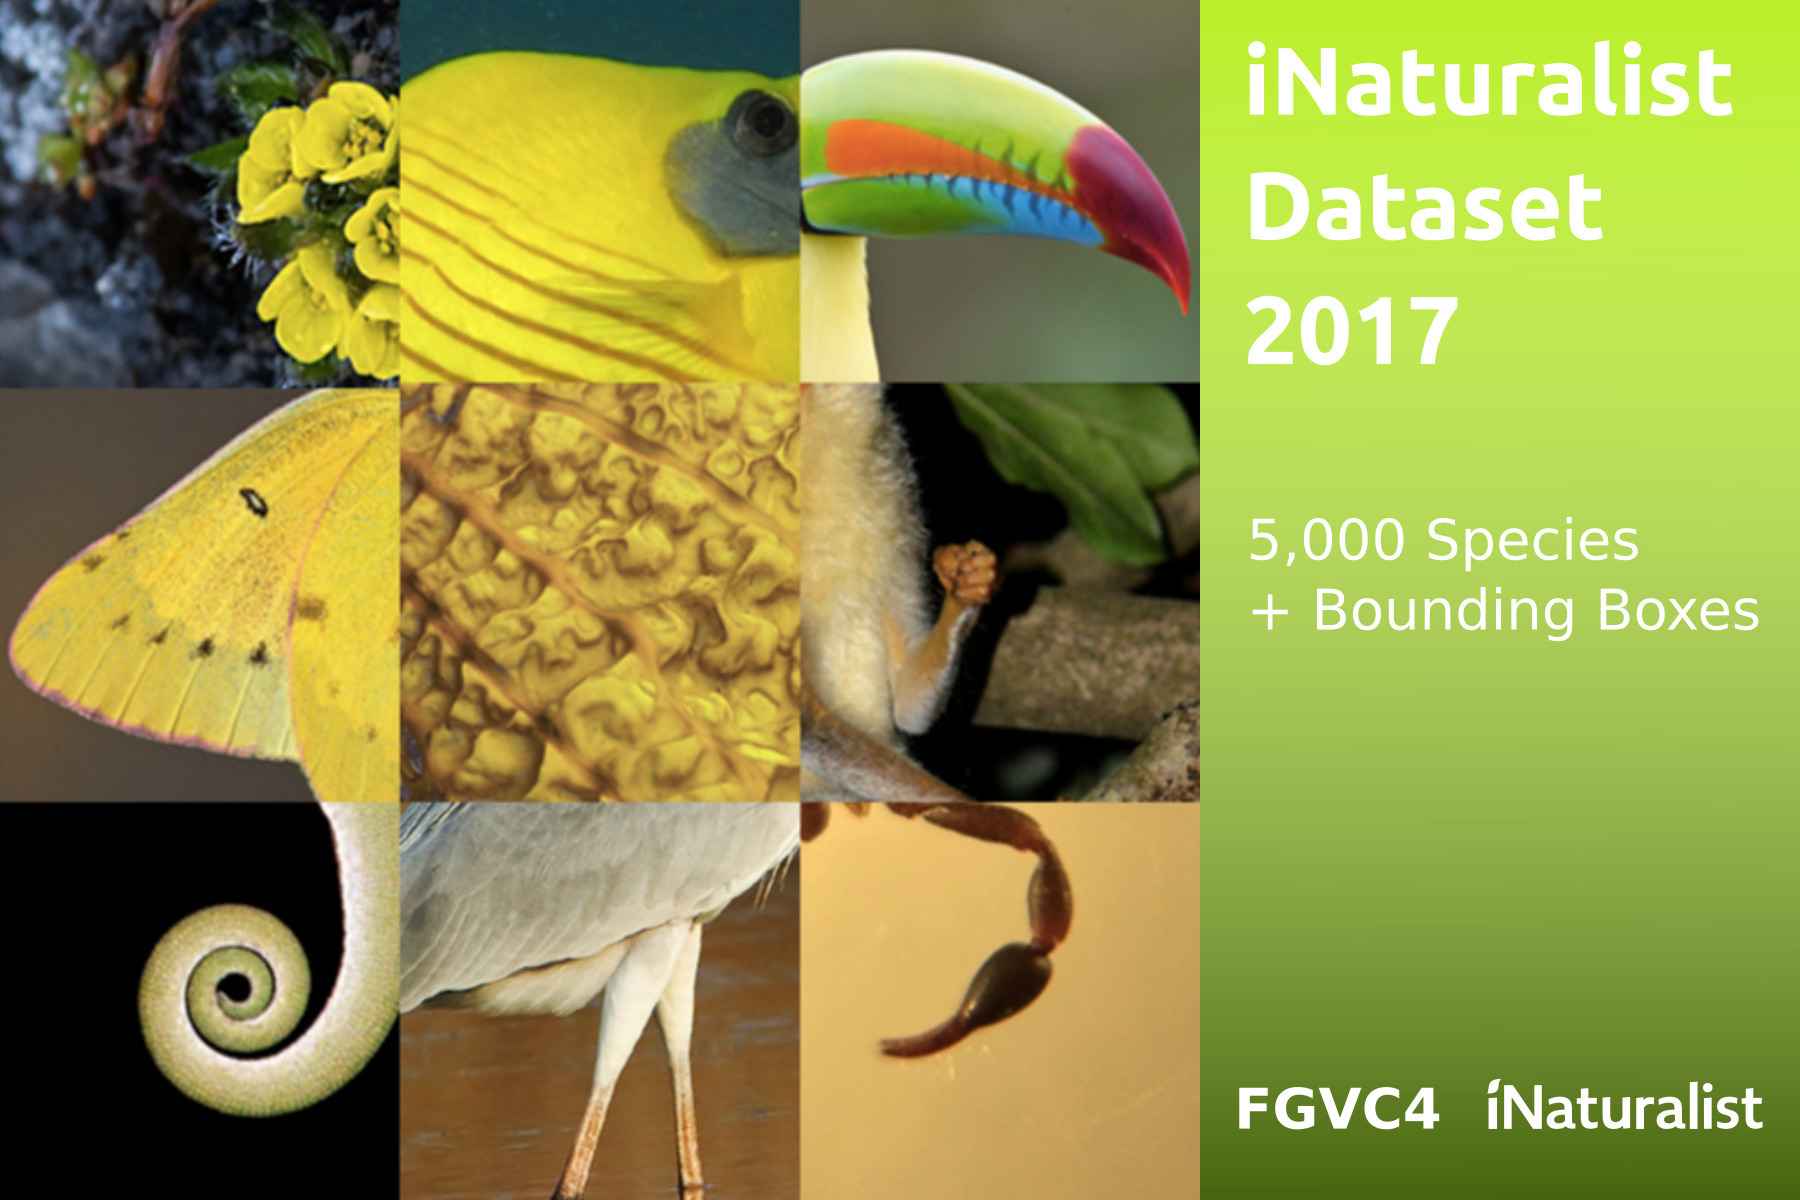 iNaturalist
Dataset
2017
5,000 Species
+ Bounding Boxes
FGVC4 iNaturalist